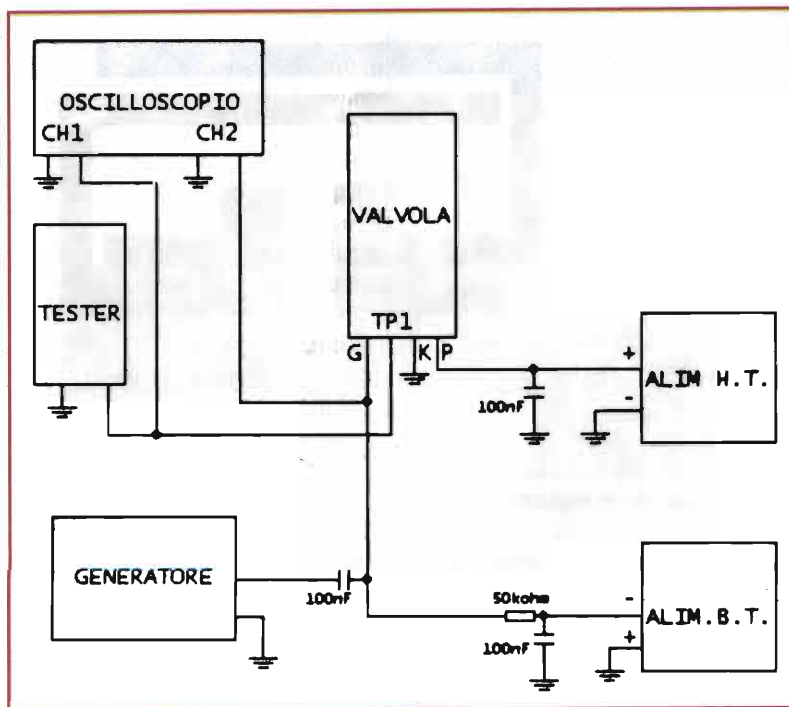 OSCILLOSCOPIO
CH1 CH2
VALVOLA
TESTER
TP1
G K P
+
ALIM H.T.
-
100nF
GENERATORE
100nF
50kohm
-
ALIM.B.T.
+
100nF